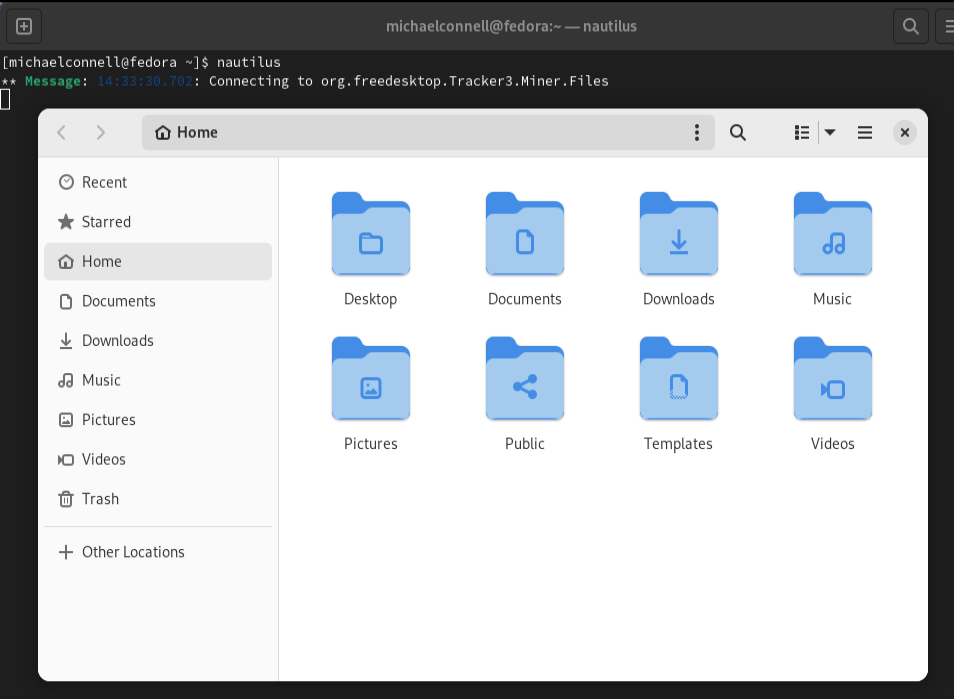 michaelconnell@fedora:~ — nautilus
[michaelconnell@fedora ~]$ nautilus
** Message: 14:33:30.702: Connecting to org.freedesktop.Tracker3.Miner.Files
Home
Recent
Starred
Home
Documents
Downloads
Music
Pictures
Videos
Trash
Other Locations
Desktop Documents Downloads Music
Pictures Public Templates Videos